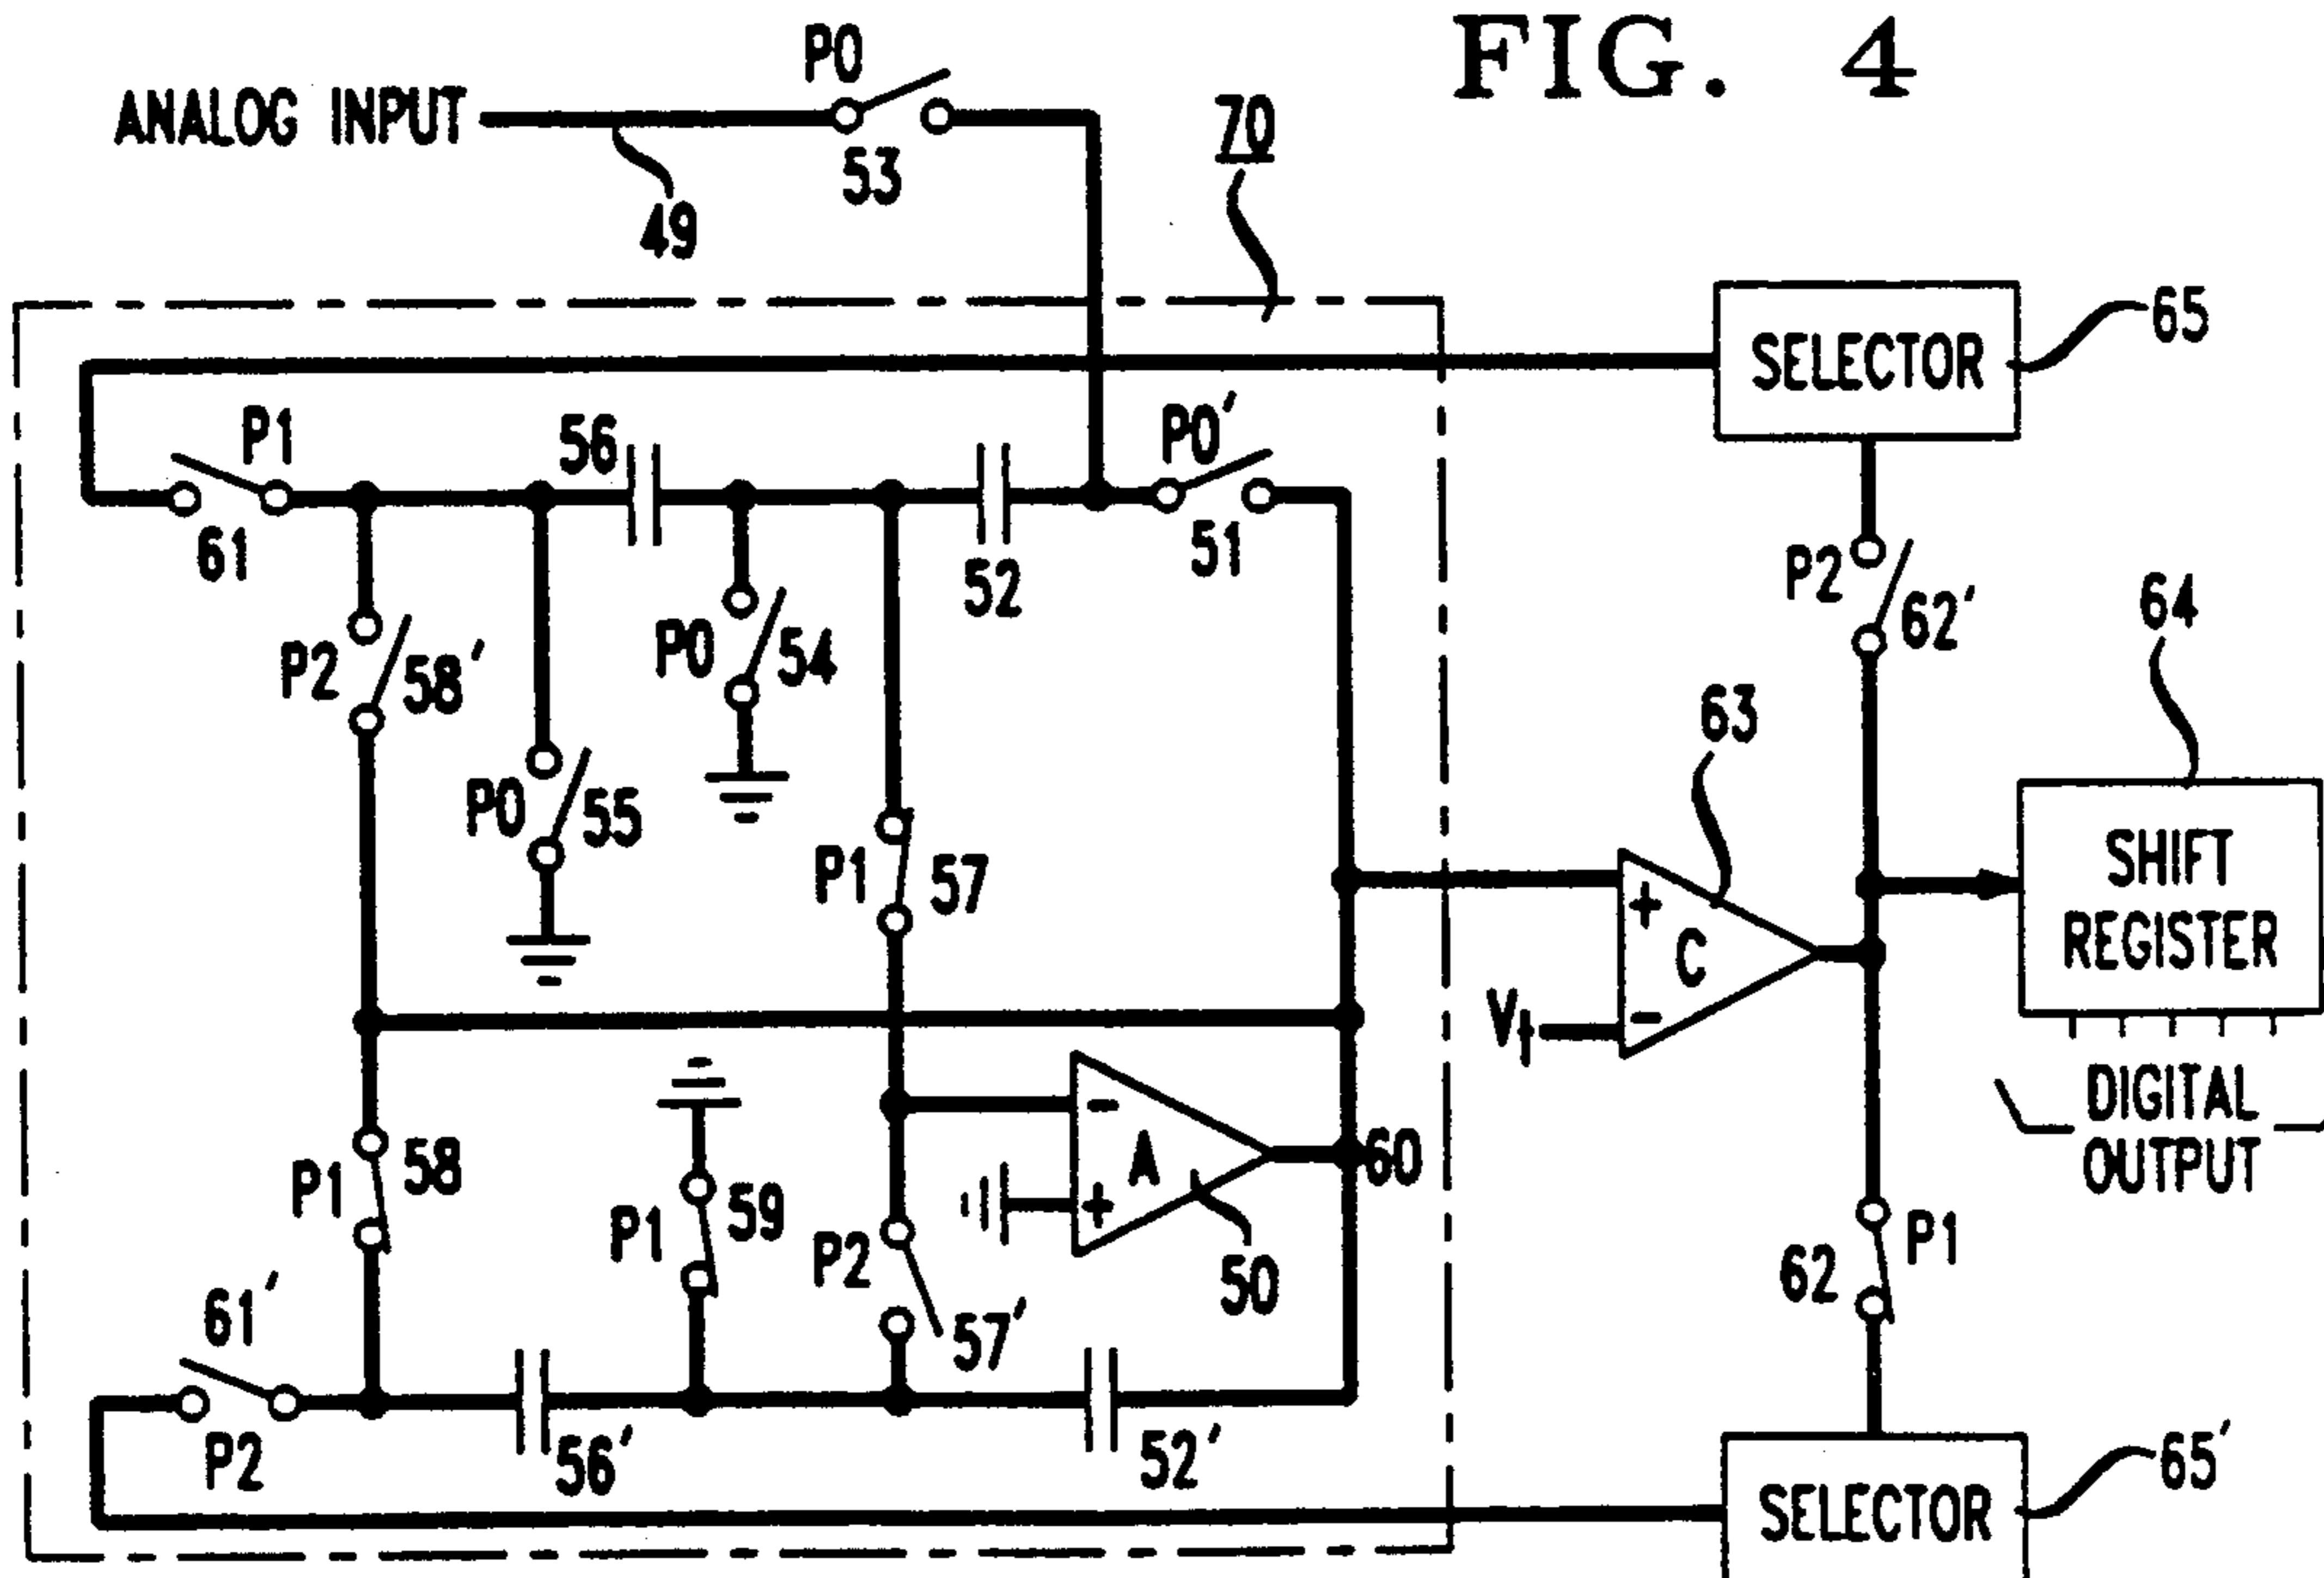 FIG. 4
P0
ANALOG INPUT
53
49
70
SELECTOR
65
P1
56
P0'
61
52
51
P2
62'
64
P2
58'
P0
54
63
P0
55
P1
57
SHIFT
REGISTER
+
C
Vt
-
DIGITAL
OUTPUT
P1
58
P1
59
-
A
+
60
50
P2
57'
P1
62
61'
P2
56'
52'
SELECTOR
65'